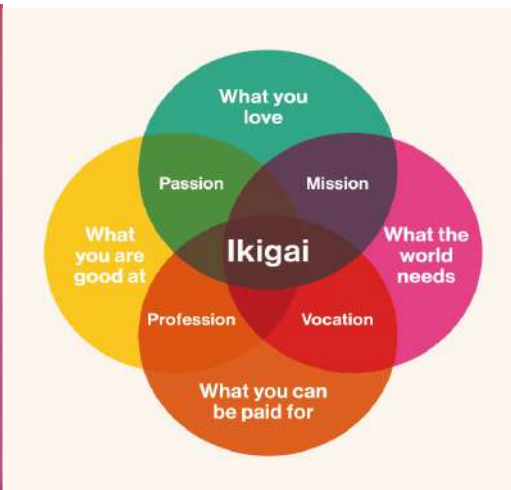 What you
love
Passion
Mission
What
you are
good at
Ikigai
What the
world
needs
Profession
Vocation
What you can
be paid for